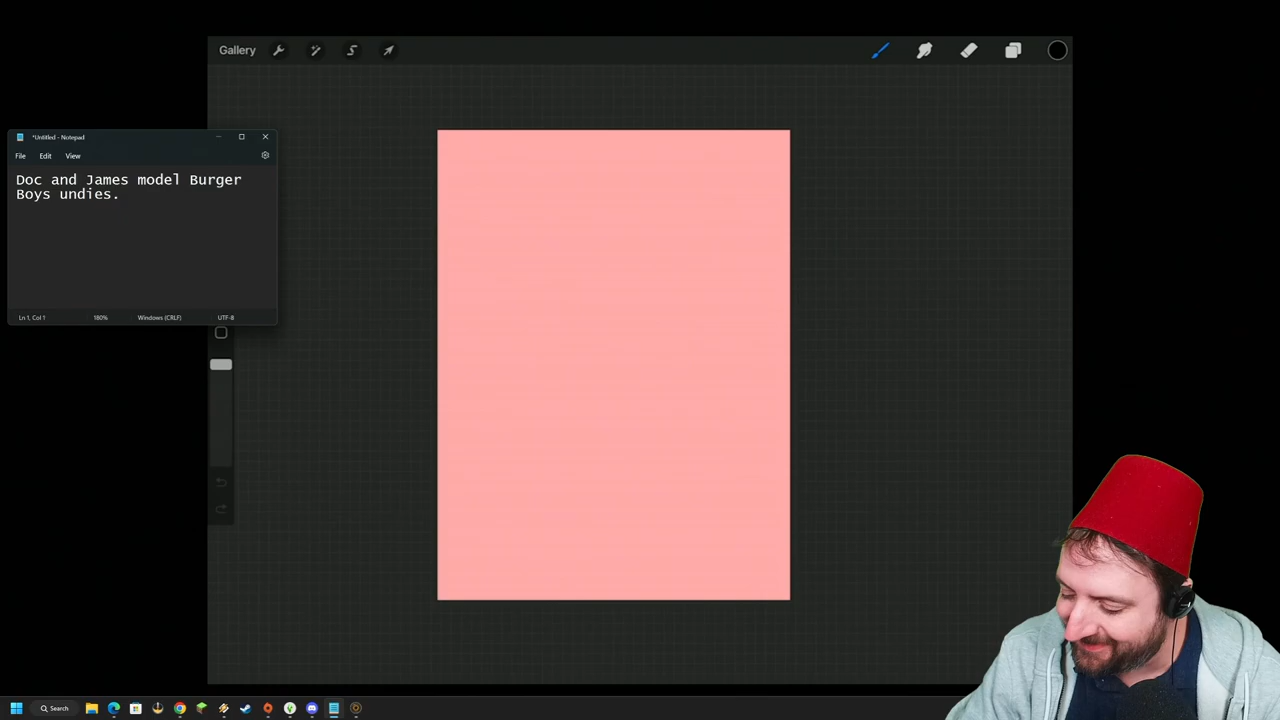 Gallery
*Untitled - Notepad
File Edit View
Doc and James model Burger
Boys undies.
Ln 1, Col 1 180% Windows (CRLF) UTF-8
Search